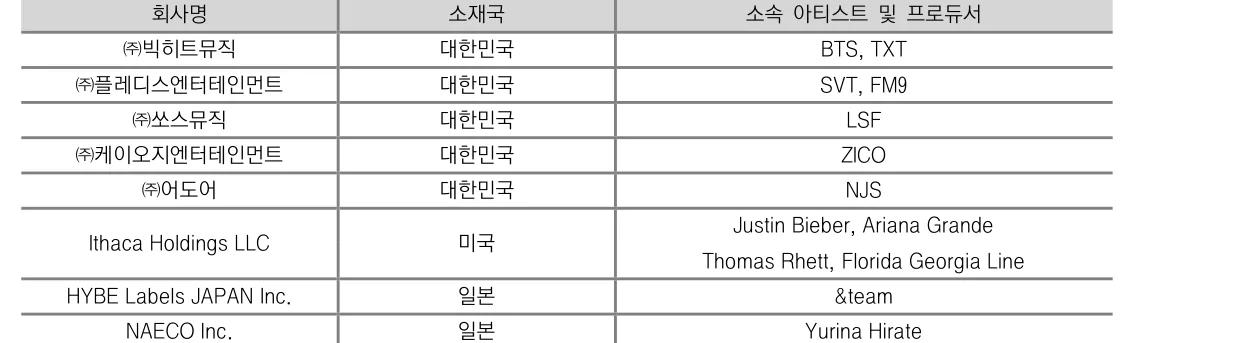 회사명 소재국 소속 아티스트 및 프로듀서
㈜빅히트뮤직 대한민국 BTS, TXT
㈜플레디스엔터테인먼트 대한민국 SVT, FM9
㈜쏘스뮤직 대한민국 LSF
㈜케이오지엔터테인먼트 대한민국 ZICO
㈜어도어 대한민국 NJS
Ithaca Holdings LLC 미국 Justin Bieber, Ariana Grande
Thomas Rhett, Florida Georgia Line
HYBE Labels JAPAN Inc. 일본 &team
NAECO Inc. 일본 Yurina Hirate